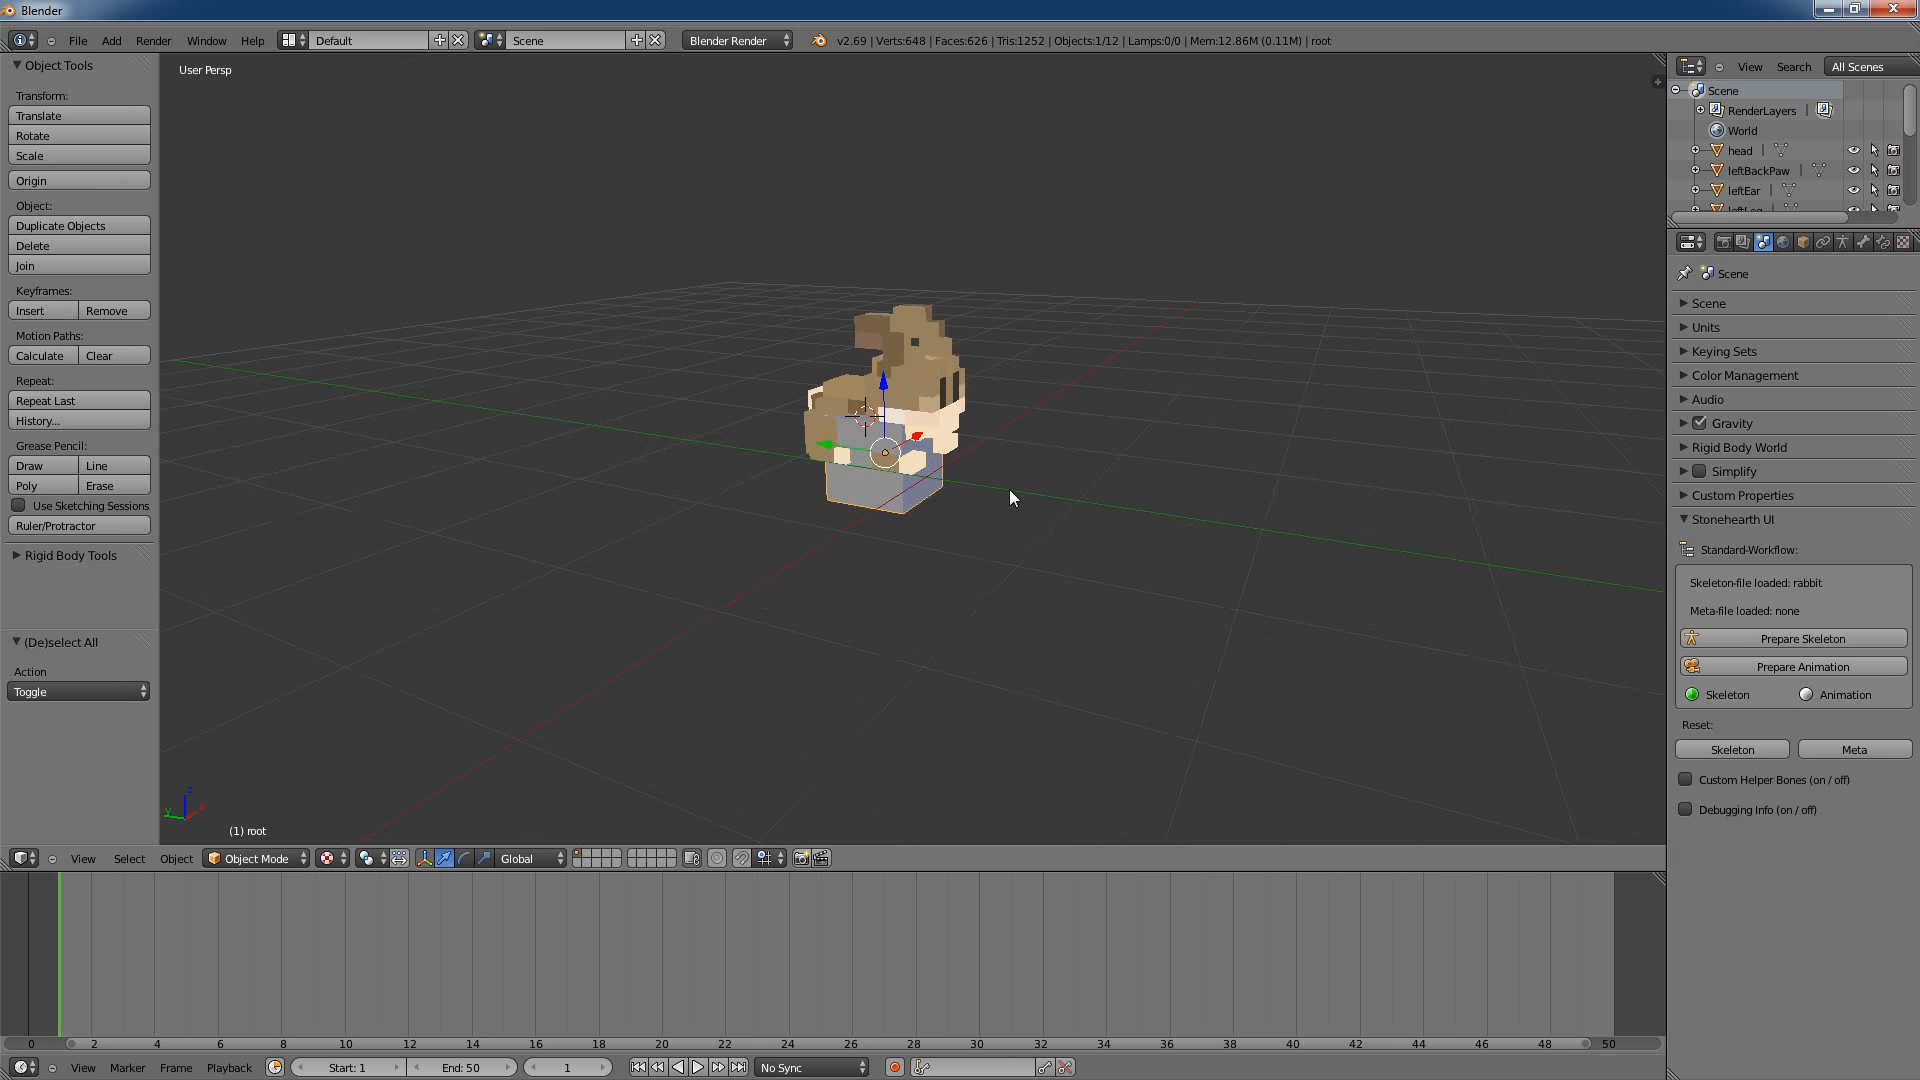 Blender
File Add Render Window Help Default Scene Blender Render v2.69 | Verts:648 | Faces:626 | Tris:1252 | Objects:1/12 | Lamps:0/0 | Mem:12.86M (0.11M) | root
Object Tools
Transform:
Translate
Rotate
Scale
Origin
Object:
Duplicate Objects
Delete
Join
Keyframes:
Insert Remove
Motion Paths:
Calculate Clear
Repeat:
Repeat Last
History...
Grease Pencil:
Draw Line
Poly Erase
Use Sketching Sessions
Ruler/Protractor
Rigid Body Tools
(De)select All
Action
Toggle
User Persp
z
y x
(1) root
View Select Object Object Mode Global
View Search All Scenes
Scene
RenderLayers |
World
head |
leftBackPaw |
leftEar |
leftLeg |
Scene
Scene
Units
Keying Sets
Color Management
Audio
Gravity
Rigid Body World
Simplify
Custom Properties
Stonehearth UI
Standard-Workflow:
Skeleton-file loaded: rabbit
Meta-file loaded: none
Prepare Skeleton
Prepare Animation
Skeleton Animation
Reset:
Skeleton Meta
Custom Helper Bones (on / off)
Debugging Info (on / off)
0 2 4 6 8 10 12 14 16 18 20 22 24 26 28 30 32 34 36 38 40 42 44 46 48 50
View Marker Frame Playback Start: 1 End: 50 1 No Sync